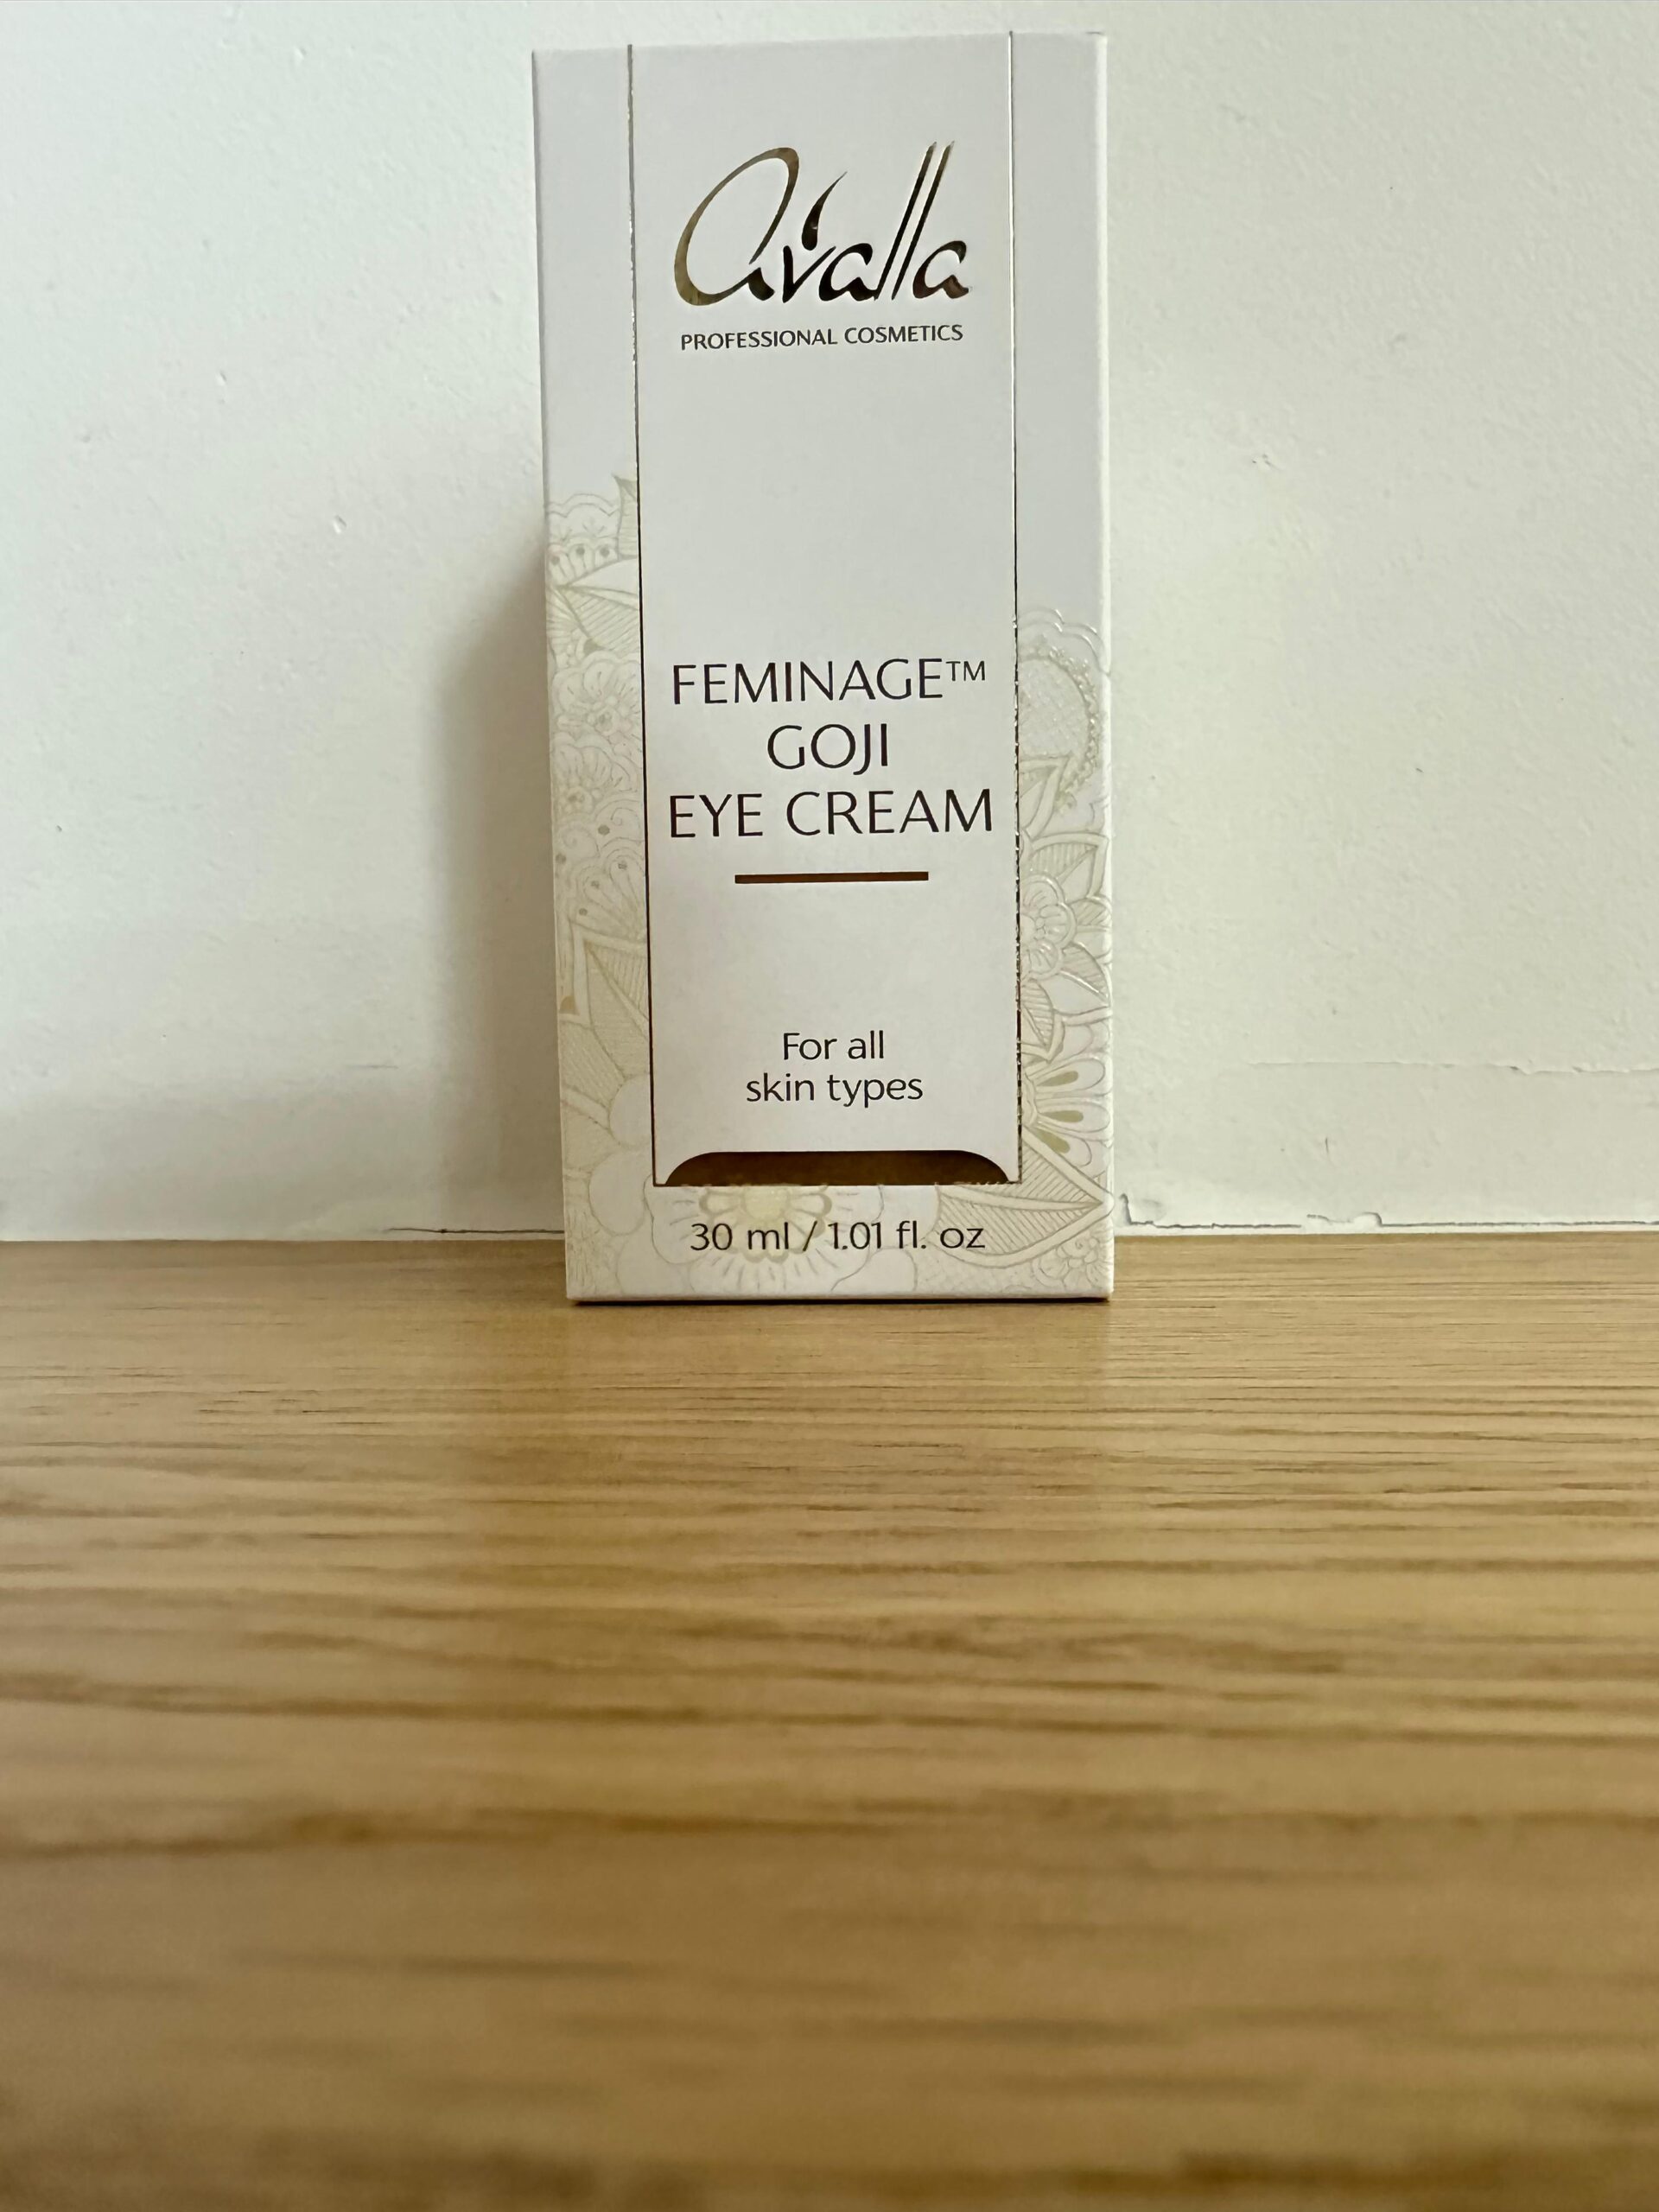 Avalla
PROFESSIONAL COSMETICS
FEMINAGE™
GOJI
EYE CREAM
For all
skin types
30 ml / 1.01 fl. oz